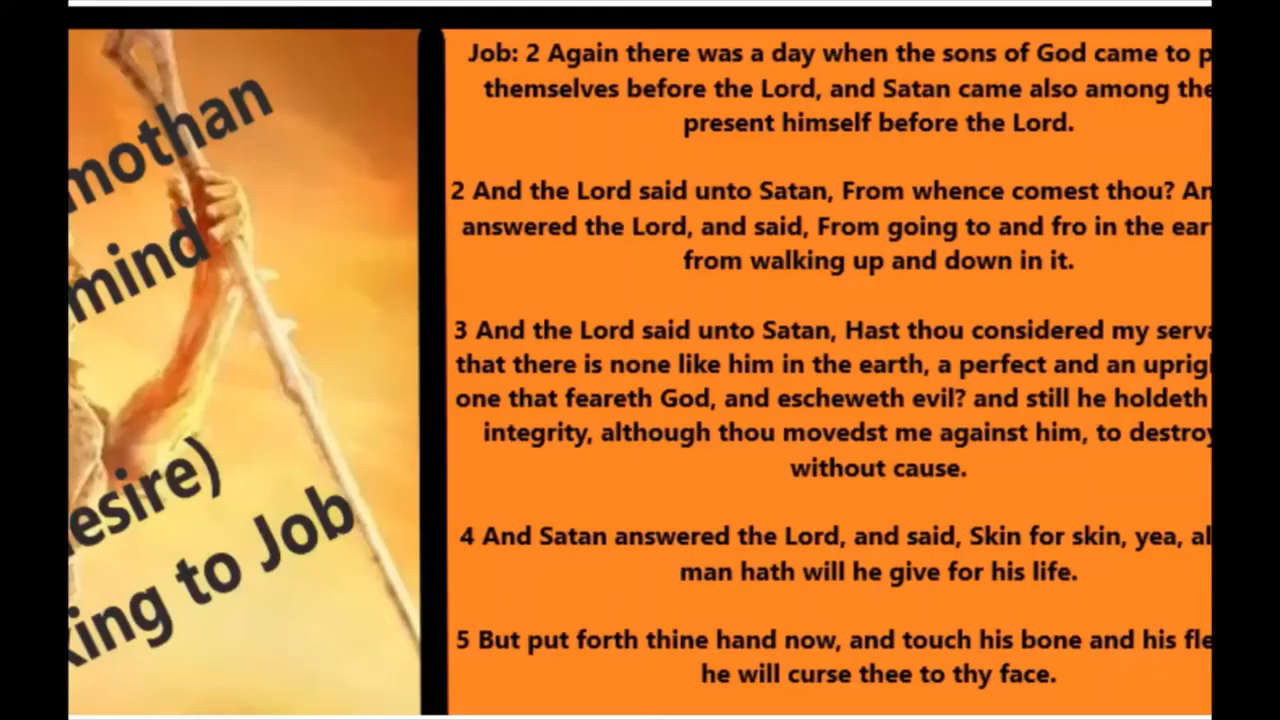 mothan
mind
esire)
king to Job
Job: 2 Again there was a day when the sons of God came to p
themselves before the Lord, and Satan came also among the
present himself before the Lord.
2 And the Lord said unto Satan, From whence comest thou? An
answered the Lord, and said, From going to and fro in the ear
from walking up and down in it.
3 And the Lord said unto Satan, Hast thou considered my serva
that there is none like him in the earth, a perfect and an uprigh
one that feareth God, and escheweth evil? and still he holdeth
integrity, although thou movedst me against him, to destroy
without cause.
4 And Satan answered the Lord, and said, Skin for skin, yea, al
man hath will he give for his life.
5 But put forth thine hand now, and touch his bone and his fle
he will curse thee to thy face.